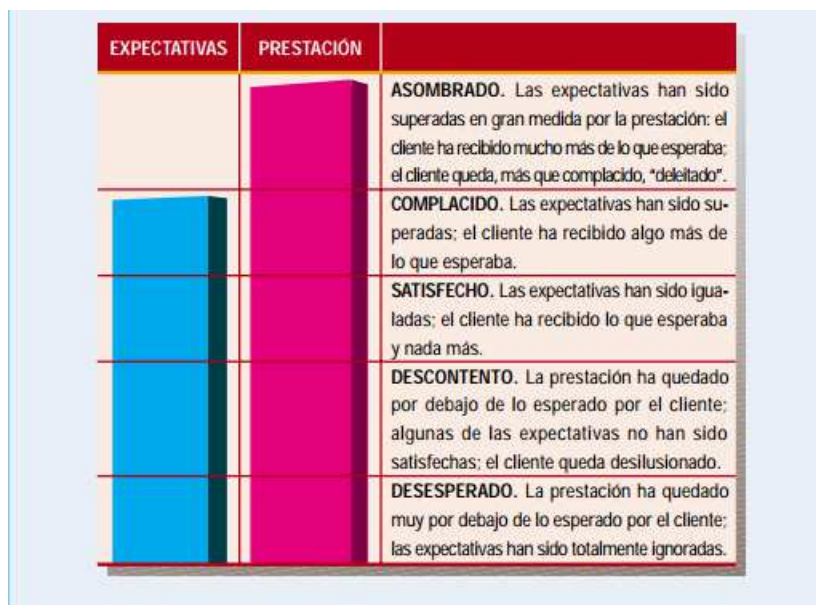 EXPECTATIVAS PRESTACIÓN
ASOMBRADO. Las expectativas han sido
superadas en gran medida por la prestación: el
cliente ha recibido mucho más de lo que esperaba;
el cliente queda, más que complacido, “deleitado”.
COMPLACIDO. Las expectativas han sido su-
peradas; el cliente ha recibido algo más de
lo que esperaba.
SATISFECHO. Las expectativas han sido igua-
ladas; el cliente ha recibido lo que esperaba
y nada más.
DESCONTENTO. La prestación ha quedado
por debajo de lo esperado por el cliente;
algunas de las expectativas no han sido
satisfechas; el cliente queda desilusionado.
DESESPERADO. La prestación ha quedado
muy por debajo de lo esperado por el cliente;
las expectativas han sido totalmente ignoradas.